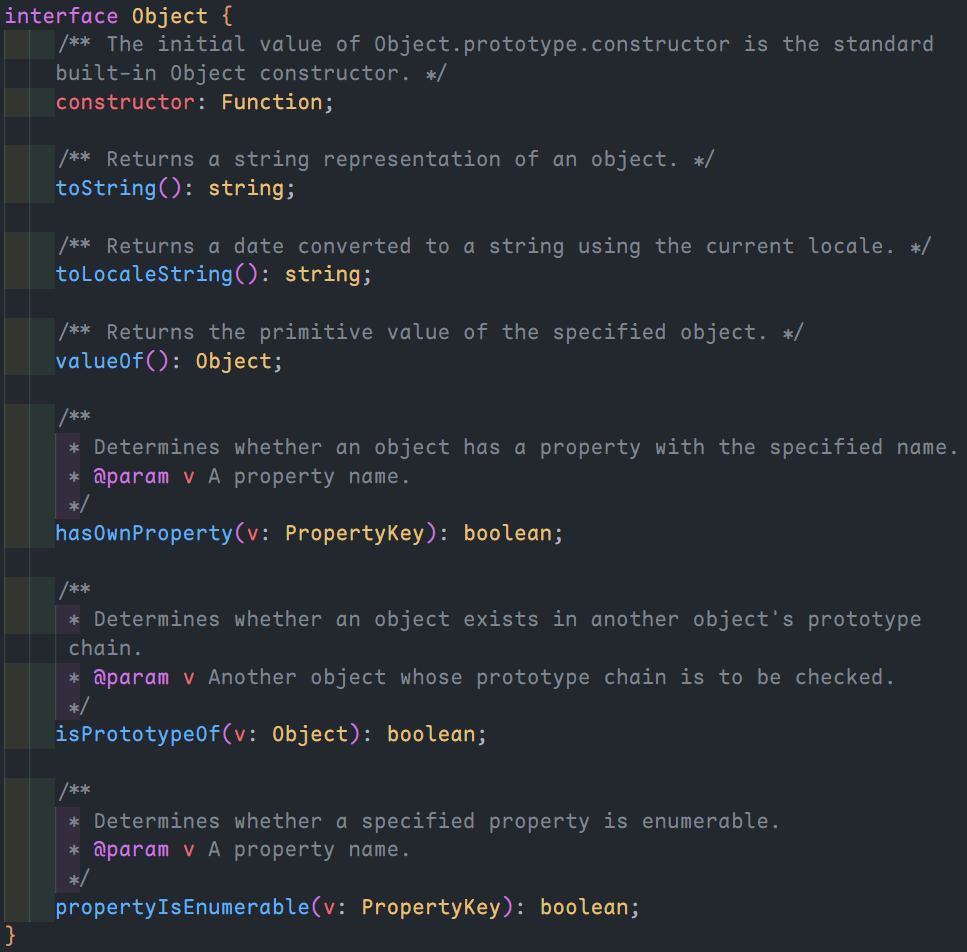 interface Object {
/** The initial value of Object.prototype.constructor is the standard
built-in Object constructor. */
constructor: Function;
/** Returns a string representation of an object. */
toString(): string;
/** Returns a date converted to a string using the current locale. */
toLocaleString(): string;
/** Returns the primitive value of the specified object. */
valueOf(): Object;
/**
* Determines whether an object has a property with the specified name.
* @param v A property name.
*/
hasOwnProperty(v: PropertyKey): boolean;
/**
* Determines whether an object exists in another object's prototype
chain.
* @param v Another object whose prototype chain is to be checked.
*/
isPrototypeOf(v: Object): boolean;
/**
* Determines whether a specified property is enumerable.
* @param v A property name.
*/
propertyIsEnumerable(v: PropertyKey): boolean;
}